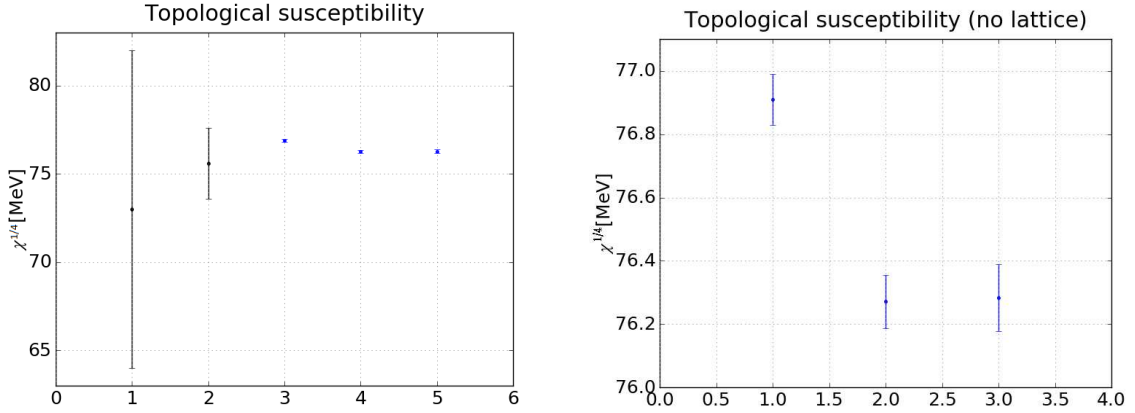 Topological susceptibility
χ^1/4[MeV]
80
75
70
65
0 1 2 3 4 5 6
Topological susceptibility (no lattice)
χ^1/4[MeV]
77.0
76.8
76.6
76.4
76.2
76.0
0.0 0.5 1.0 1.5 2.0 2.5 3.0 3.5 4.0